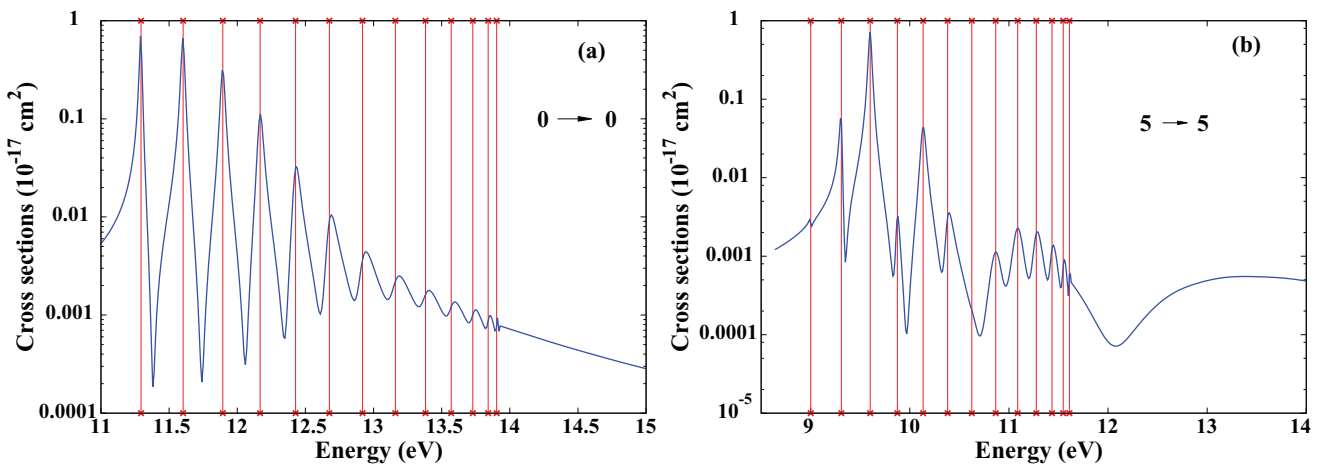 (a)
0 → 0
Cross sections (10⁻¹⁷ cm²)
1
0.1
0.01
0.001
0.0001
11 11.5 12 12.5 13 13.5 14 14.5 15
Energy (eV)
(b)
5 → 5
Cross sections (10⁻¹⁷ cm²)
1
0.1
0.01
0.001
0.0001
10⁻⁵
9 10 11 12 13 14
Energy (eV)